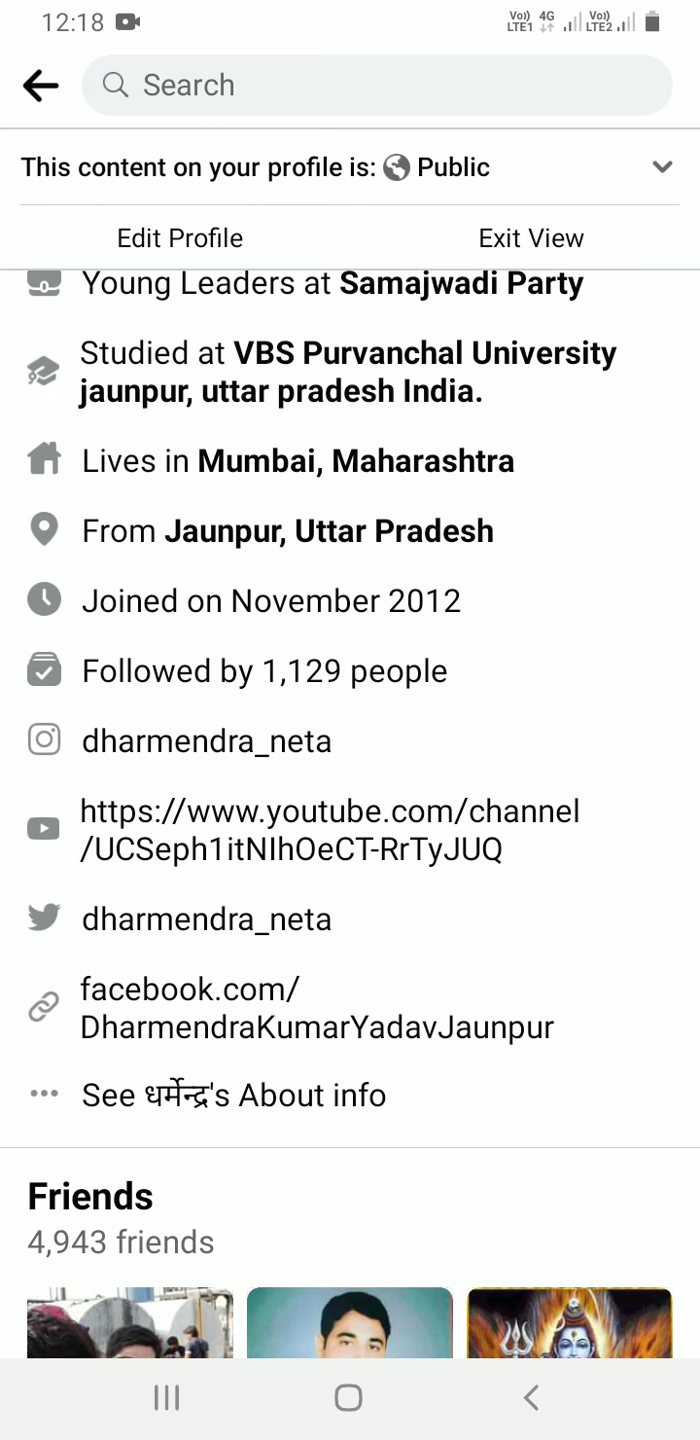 12:18
Vo)) 4G Vo))
LTE1 LTE2
Search
This content on your profile is: Public
Edit Profile Exit View
Young Leaders at Samajwadi Party
Studied at VBS Purvanchal University
jaunpur, uttar pradesh India.
Lives in Mumbai, Maharashtra
From Jaunpur, Uttar Pradesh
Joined on November 2012
Followed by 1,129 people
dharmendra_neta
https://www.youtube.com/channel
/UCSeph1itNIhOeCT-RrTyJUQ
dharmendra_neta
facebook.com/
DharmendraKumarYadavJaunpur
See धर्मेन्द्र's About info
Friends
4,943 friends